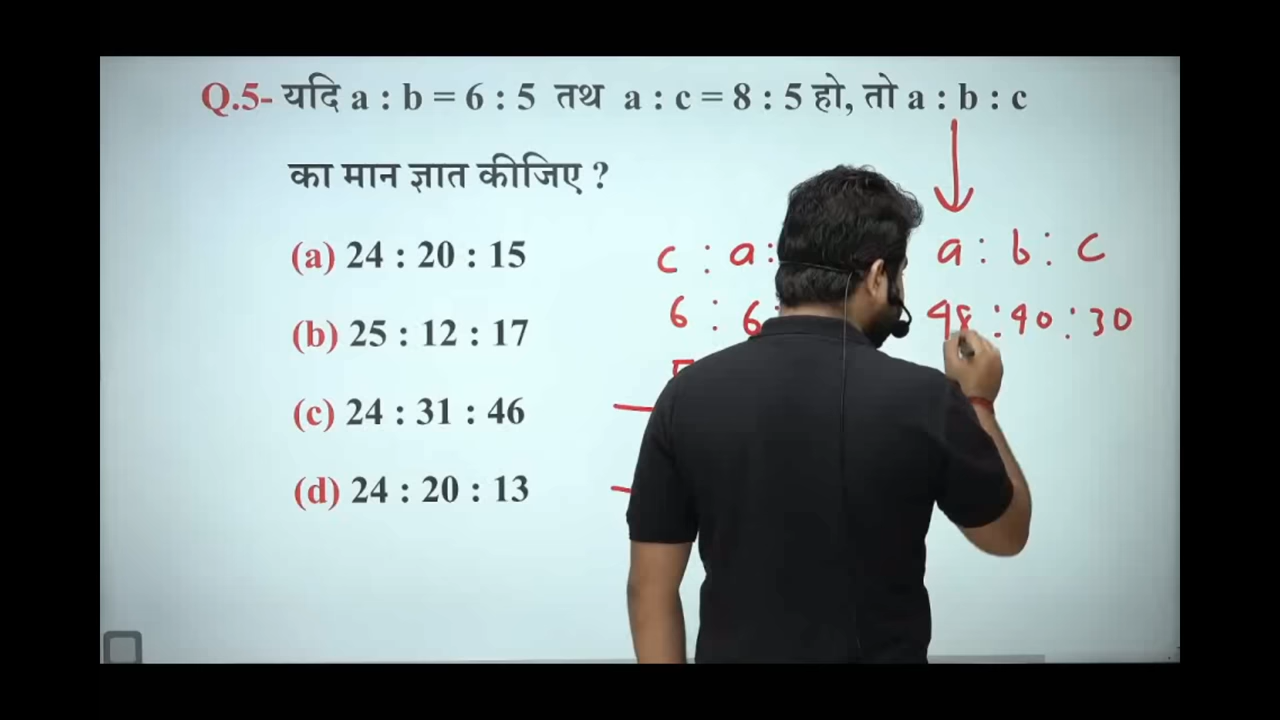 Q.5- यदि a : b = 6 : 5 तथ a : c = 8 : 5 हो, तो a : b : c
का मान ज्ञात कीजिए ?
(a) 24 : 20 : 15
(b) 25 : 12 : 17
(c) 24 : 31 : 46
(d) 24 : 20 : 13
c : a :
6 : 6
a : b : c
48 : 40 : 30